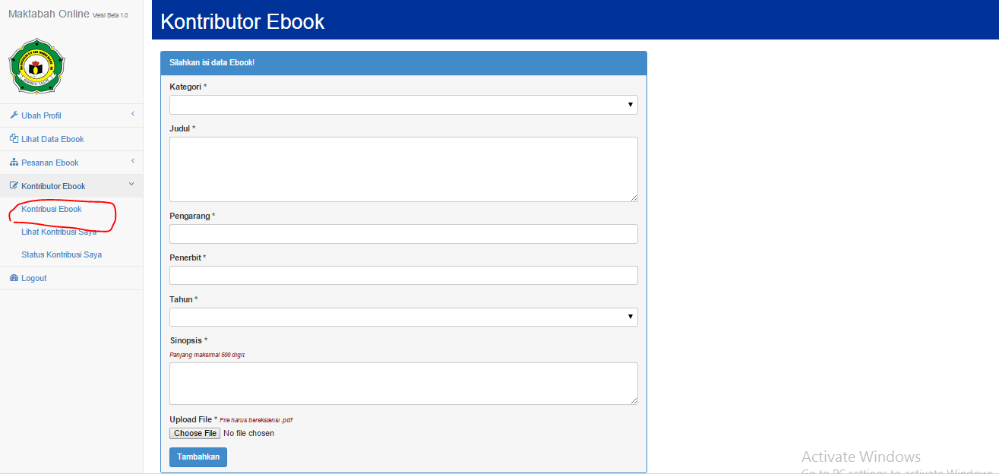 Maktabah Online Versi Beta 1.0
Ubah Profil
Lihat Data Ebook
Pesanan Ebook
Kontributor Ebook
Kontribusi Ebook
Lihat Kontribusi Saya
Status Kontribusi Saya
Logout
Kontributor Ebook
Silahkan isi data Ebook!
Kategori *
Judul *
Pengarang *
Penerbit *
Tahun *
Sinopsis *
Panjang maksimal 500 digit
Upload File * File harus berekstensi .pdf
Choose File No file chosen
Tambahkan
Activate Windows
Go to PC settings to activate Windows.